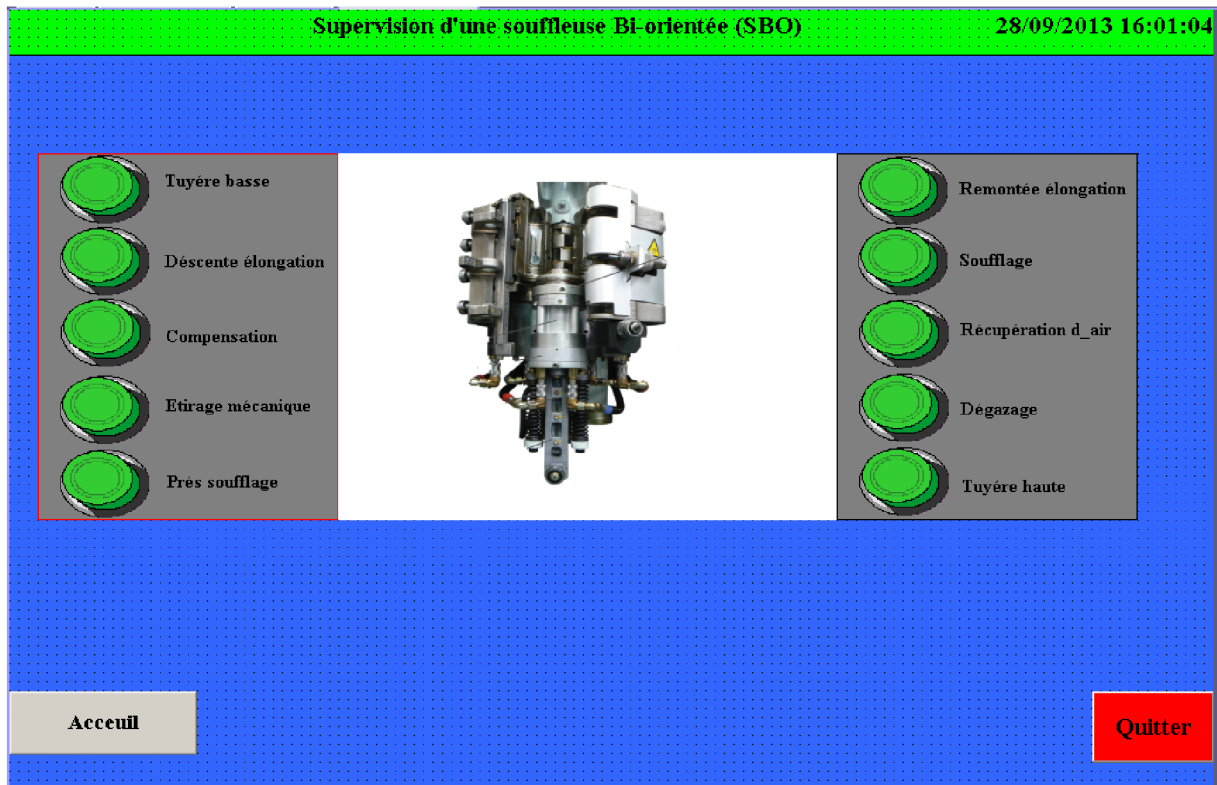 Supervision d'une souffleuse Bi-orientée (SBO)
28/09/2013 16:01:04
Tuyére basse
Déscente élongation
Compensation
Etirage mécanique
Prés soufflage
Remontée élongation
Soufflage
Récupération d_air
Dégazage
Tuyére haute
Acceuil
Quitter